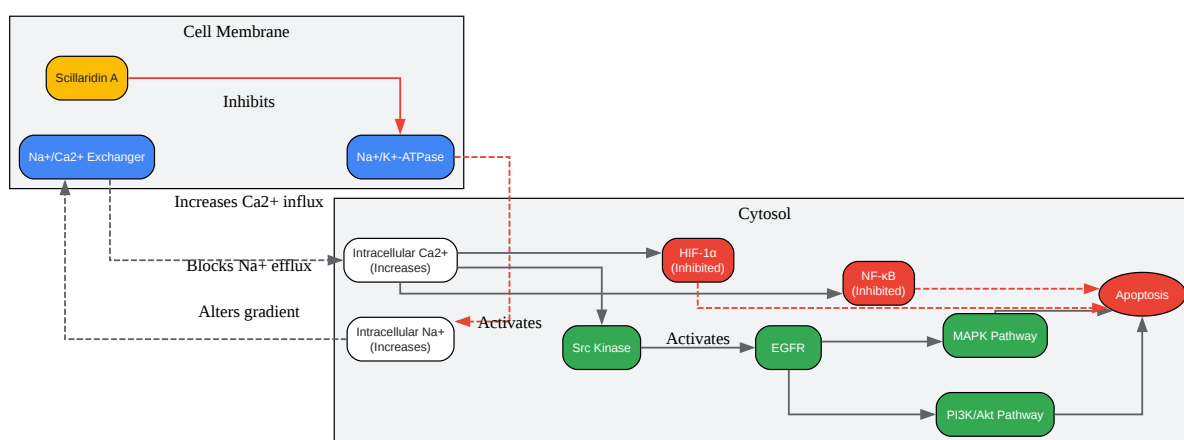 Cell Membrane
Scillaridin A
Inhibits
Na+/Ca2+ Exchanger
Na+/K+-ATPase
Increases Ca2+ influx
Cytosol
Intracellular Ca2+
(Increases)
HIF-1α
(Inhibited)
Blocks Na+ efflux
NF-κB
(Inhibited)
Apoptosis
Alters gradient
Intracellular Na+
(Increases)
Activates
Src Kinase
Activates
EGFR
MAPK Pathway
PI3K/Akt Pathway